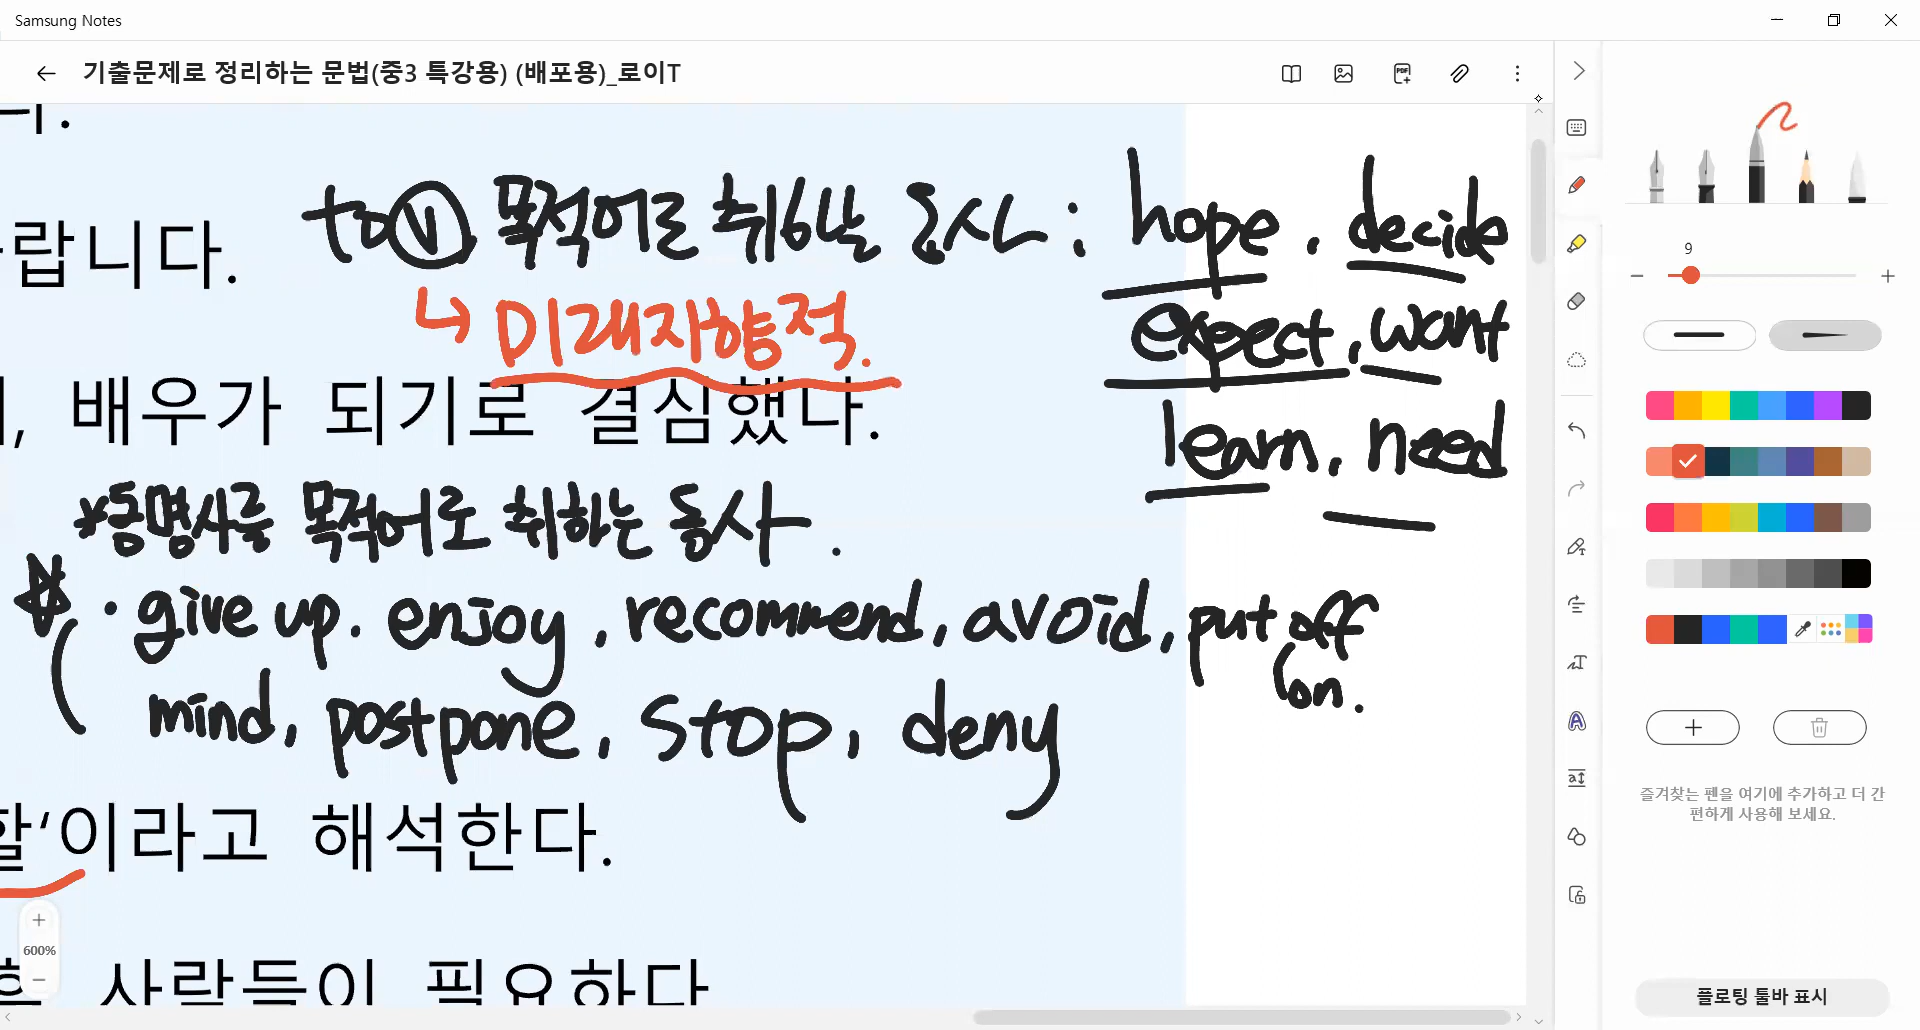 Samsung Notes
기출문제로 정리하는 문법(중3 특강용) (배포용)_로이T
다.
랍니다.
to ⓥ 목적어로 취하는 동사 : hope, decide
↳ 미래지향적.
expect, want
, 배우가 되기로 결심했다.
learn, need
*동명사를 목적어로 취하는 동사.
· give up. enjoy, recommend, avoid, put off
on.
mind, postpone, stop, deny
할‘이라고 해석한다.
사람들이 필요하다
600%
9
즐겨찾는 펜을 여기에 추가하고 더 간
편하게 사용해 보세요.
플로팅 툴바 표시